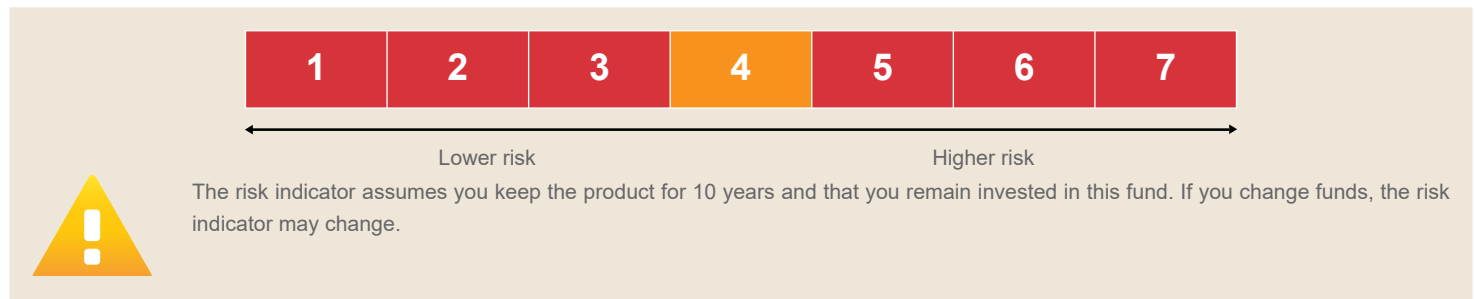 1 2 3 4 5 6 7
Lower risk Higher risk
The risk indicator assumes you keep the product for 10 years and that you remain invested in this fund. If you change funds, the risk
indicator may change.